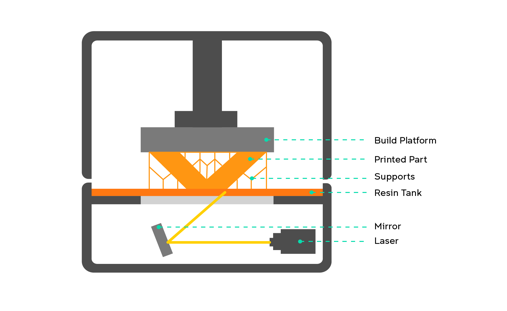 Build Platform
Printed Part
Supports
Resin Tank
Mirror
Laser